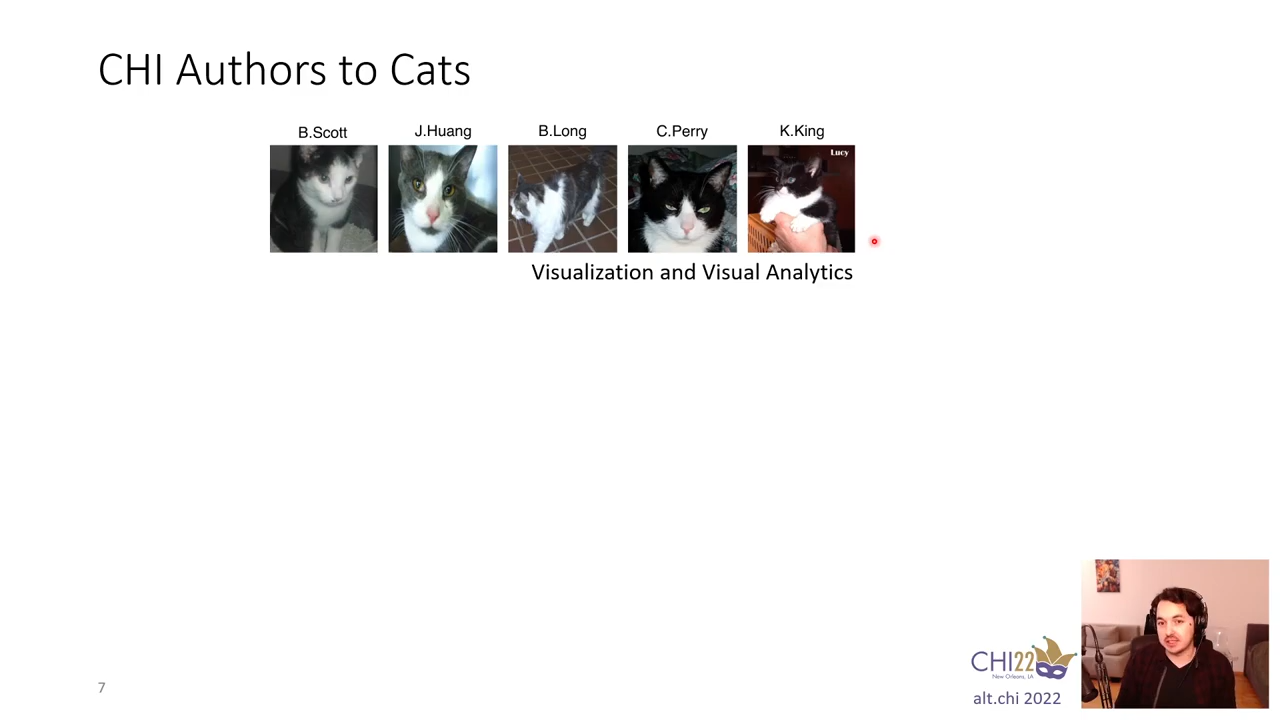 CHI Authors to Cats
B.Scott J.Huang B.Long C.Perry K.King
Lucy
Visualization and Visual Analytics
CHI22
New Orleans, LA
alt.chi 2022
7